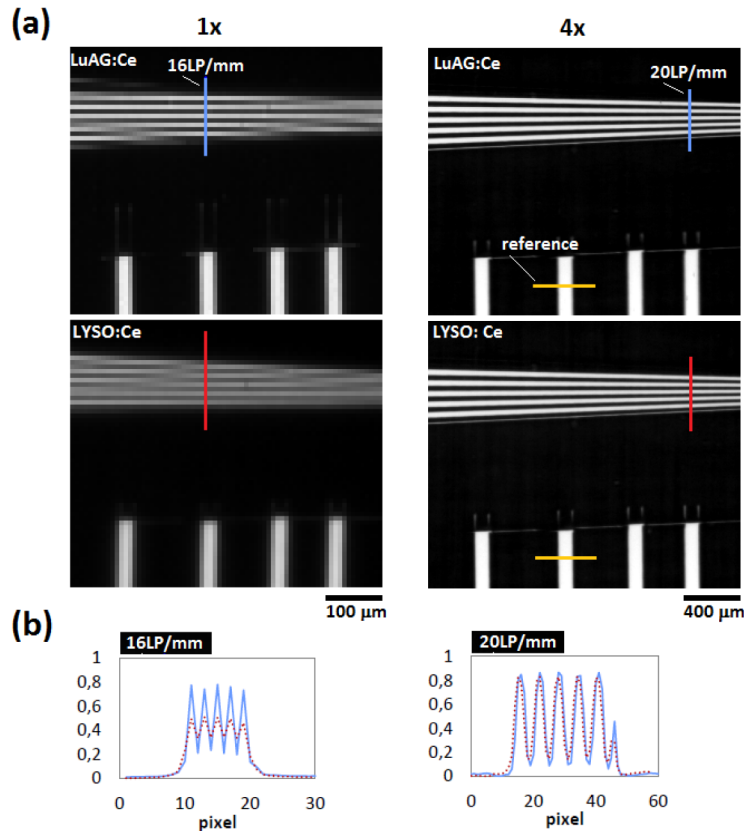 (a)
1x
4x
LuAG:Ce
16LP/mm
LuAG:Ce
20LP/mm
reference
LYSO:Ce
LYSO: Ce
100 µm
400 µm
(b)
16LP/mm
20LP/mm
1
0,8
0,6
0,4
0,2
0
0
10
20
30
pixel
1
0,8
0,6
0,4
0,2
0
0
20
40
60
pixel